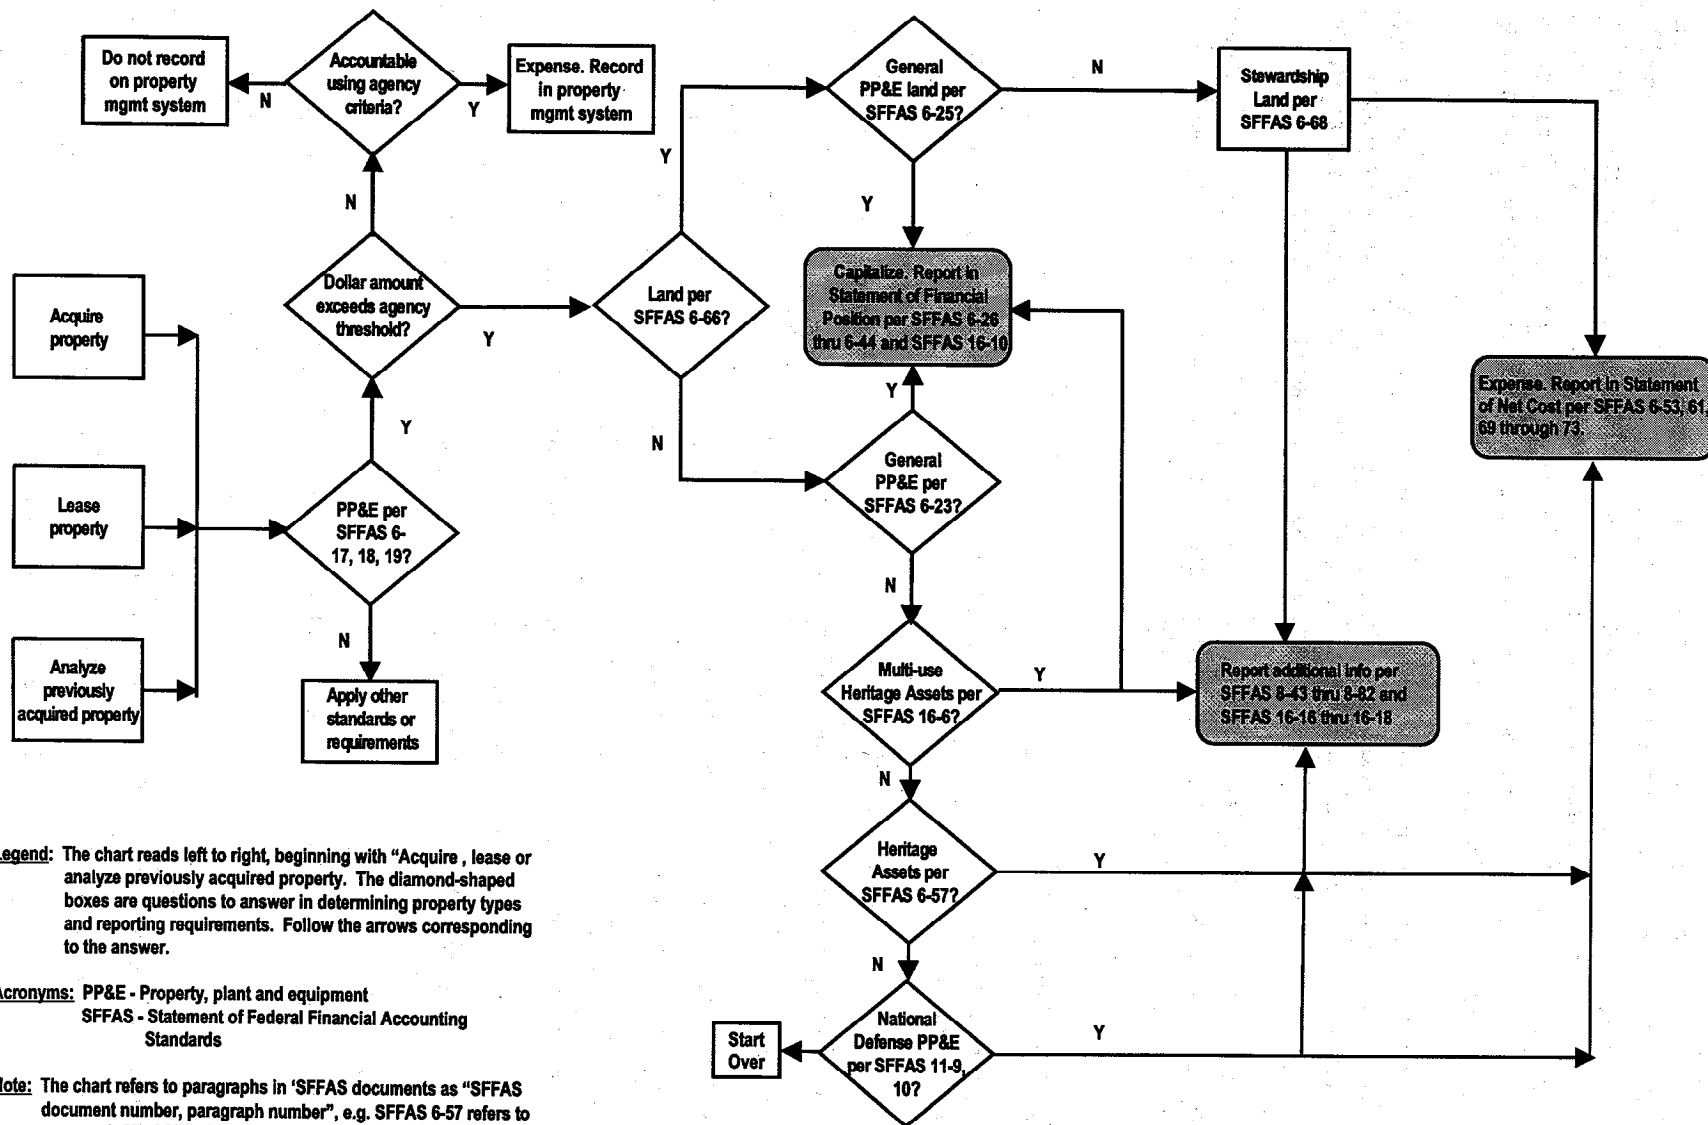 Do not record
on property
mgmt system
N
Accountable
using agency
criteria?
Y
Expense. Record
in property
mgmt system
N
Dollar amount
exceeds agency
threshold?
Y
Y
Acquire
property
Lease
property
Analyze
previously
acquired property
PP&E per
SFFAS 6-
17, 18, 19?
N
Apply other
standards or
requirements
Land per
SFFAS 6-66?
Y
N
General
PP&E land per
SFFAS 6-25?
N
Y
Stewardship
Land per
SFFAS 6-68
Capitalize. Report in
Statement of Financial
Position per SFFAS 6-26
thru 6-44 and SFFAS 16-10
Y
General
PP&E per
SFFAS 6-23?
N
Expense. Report in Statement
of Net Cost per SFFAS 6-53, 61,
69 through 73.
Multi-use
Heritage Assets per
SFFAS 16-6?
Y
N
Report additional info per
SFFAS 8-43 thru 8-82 and
SFFAS 16-16 thru 16-18
Heritage
Assets per
SFFAS 6-57?
Y
N
National
Defense PP&E
per SFFAS 11-9,
10?
Y
Start
Over
egend: The chart reads left to right, beginning with “Acquire , lease or
analyze previously acquired property. The diamond-shaped
boxes are questions to answer in determining property types
and reporting requirements. Follow the arrows corresponding
to the answer.
Acronyms: PP&E - Property, plant and equipment
SFFAS - Statement of Federal Financial Accounting
Standards
lote: The chart refers to paragraphs in ‘SFFAS documents as “SFFAS
document number, paragraph number”, e.g. SFFAS 6-57 refers to